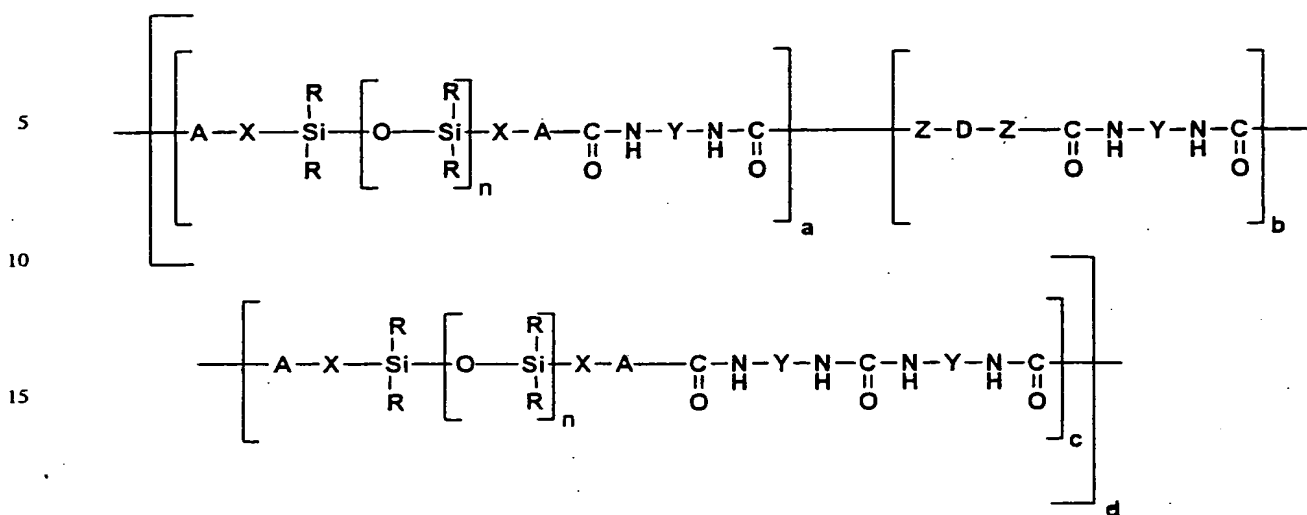 R R
5 A—X—Si—[O—Si]n—X—A—C—N—Y—N—C Z—D—Z—C—N—Y—N—C
R R O H H O O H H O
a b
10
R R
A—X—Si—[O—Si]n—X—A—C—N—Y—N—C—N—Y—N—C
15 R R O H H O H H O
c
d